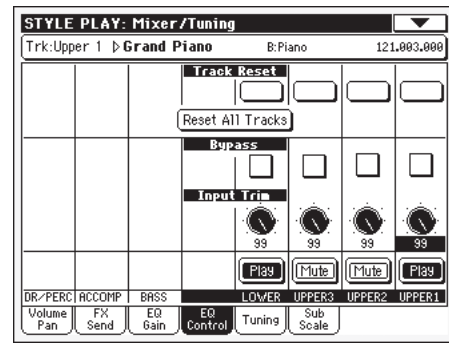 STYLE PLAY: Mixer/Tuning
Trk:Upper 1 Grand Piano B:Piano 121.003.000
Track Reset
Reset All Tracks
Bypass
Input Trim
99 99 99 99
Play Mute Mute Play
DR/PERC ACCOMP BASS LOWER UPPER3 UPPER2 UPPER1
Volume Pan FX Send EQ Gain EQ Control Tuning Sub Scale